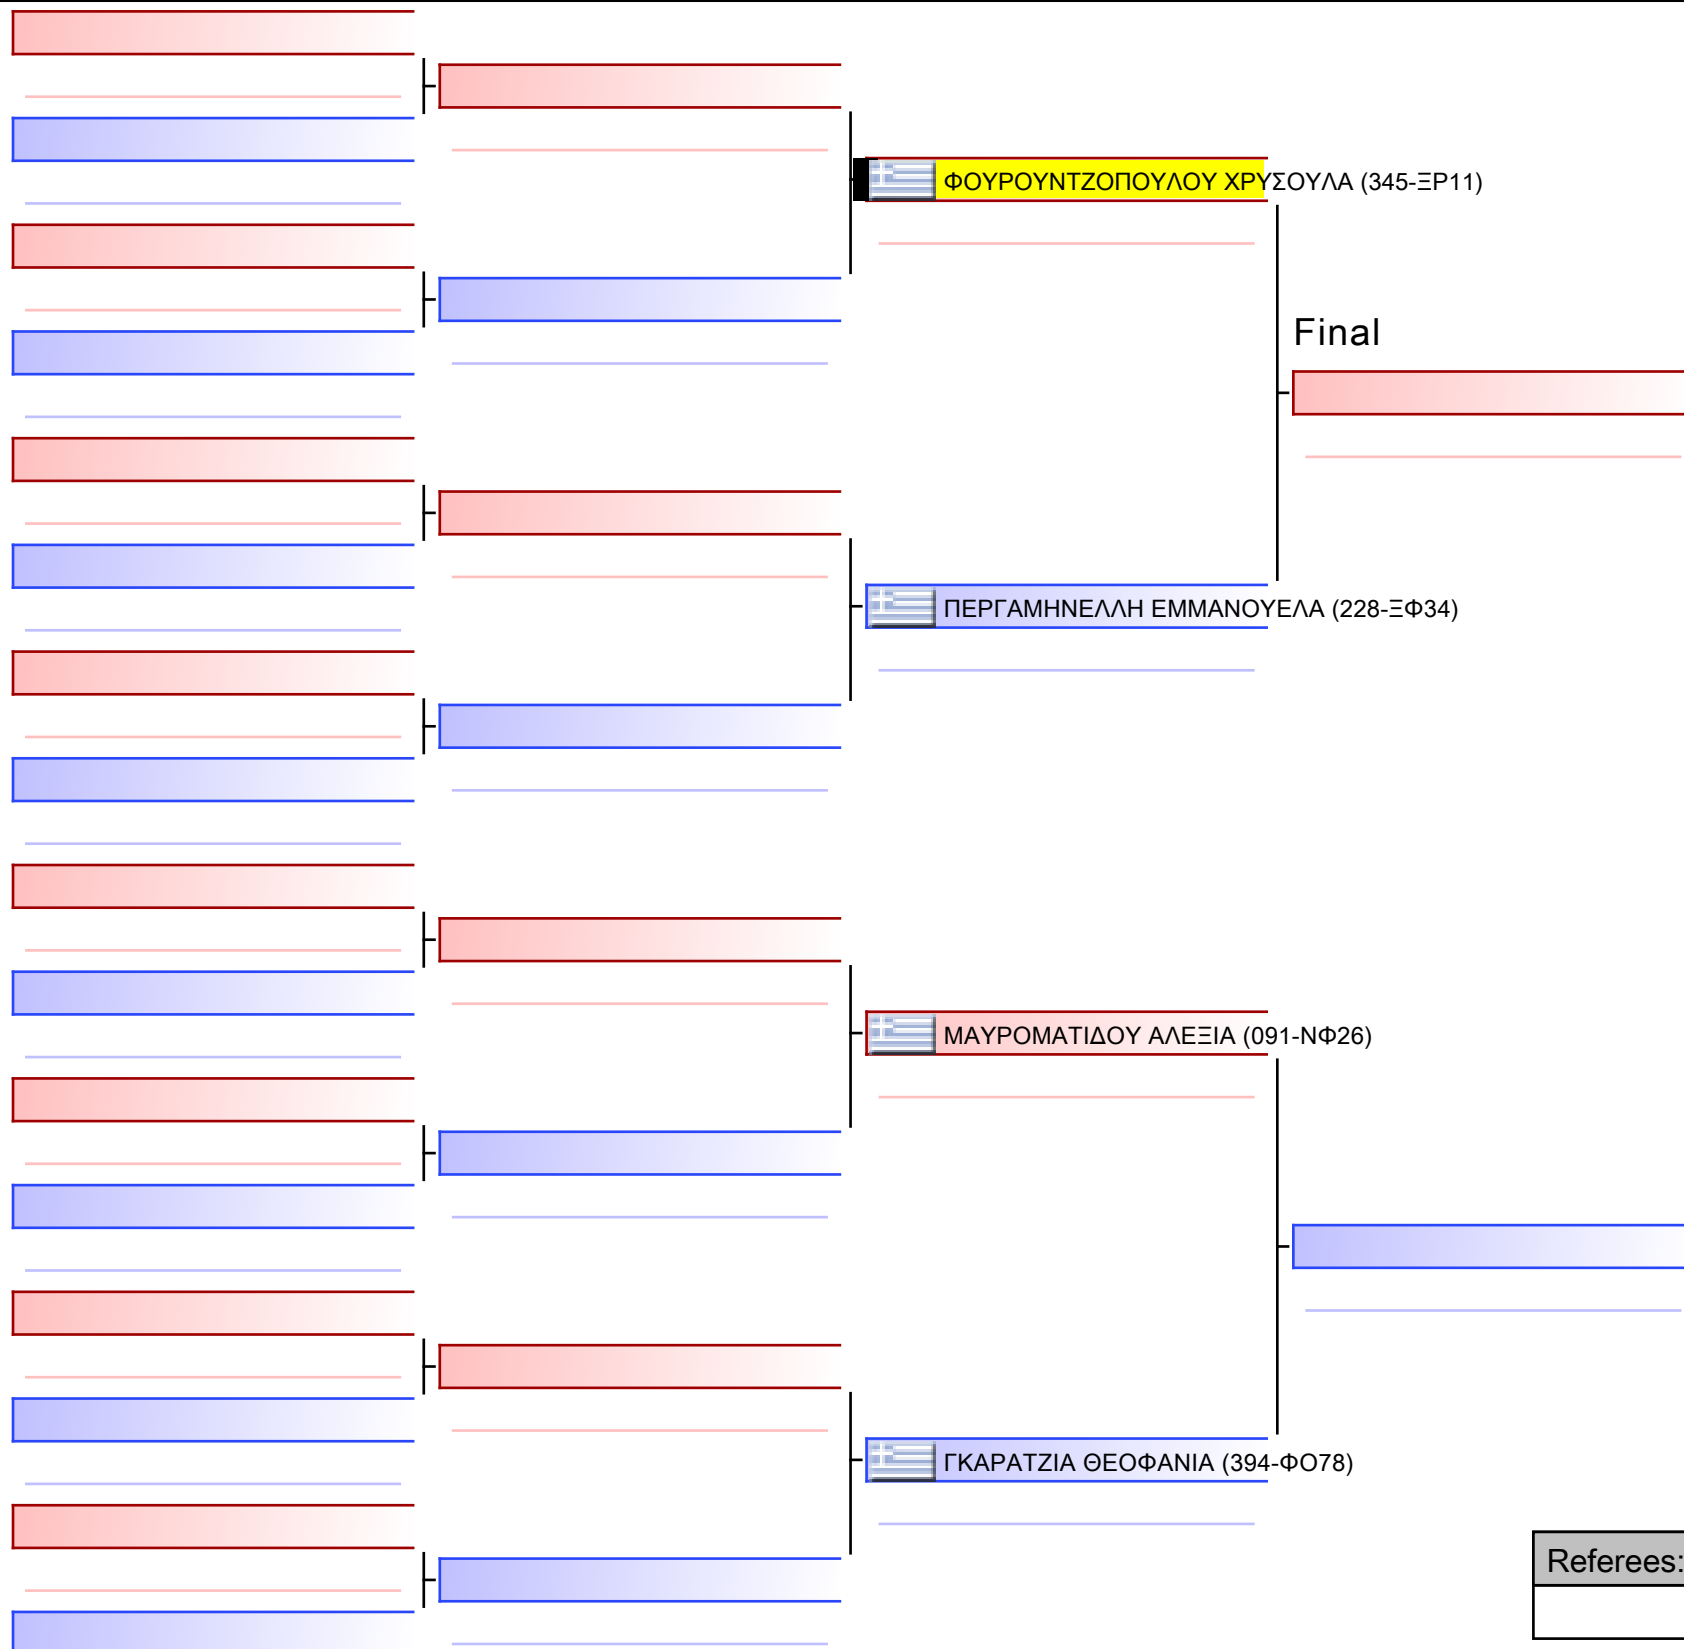 ΦΟΥΡΟΥΝΤΖΟΠΟΥΛΟΥ ΧΡΥΣΟΥΛΑ (345-ΞΡ11)
Final
ΠΕΡΓΑΜΗΝΕΛΛΗ ΕΜΜΑΝΟΥΕΛΑ (228-ΞΦ34)
ΜΑΥΡΟΜΑΤΙΔΟΥ ΑΛΕΞΙΑ (091-ΝΦ26)
ΓΚΑΡΑΤΖΙΑ ΘΕΟΦΑΝΙΑ (394-ΦΟ78)
Referees: